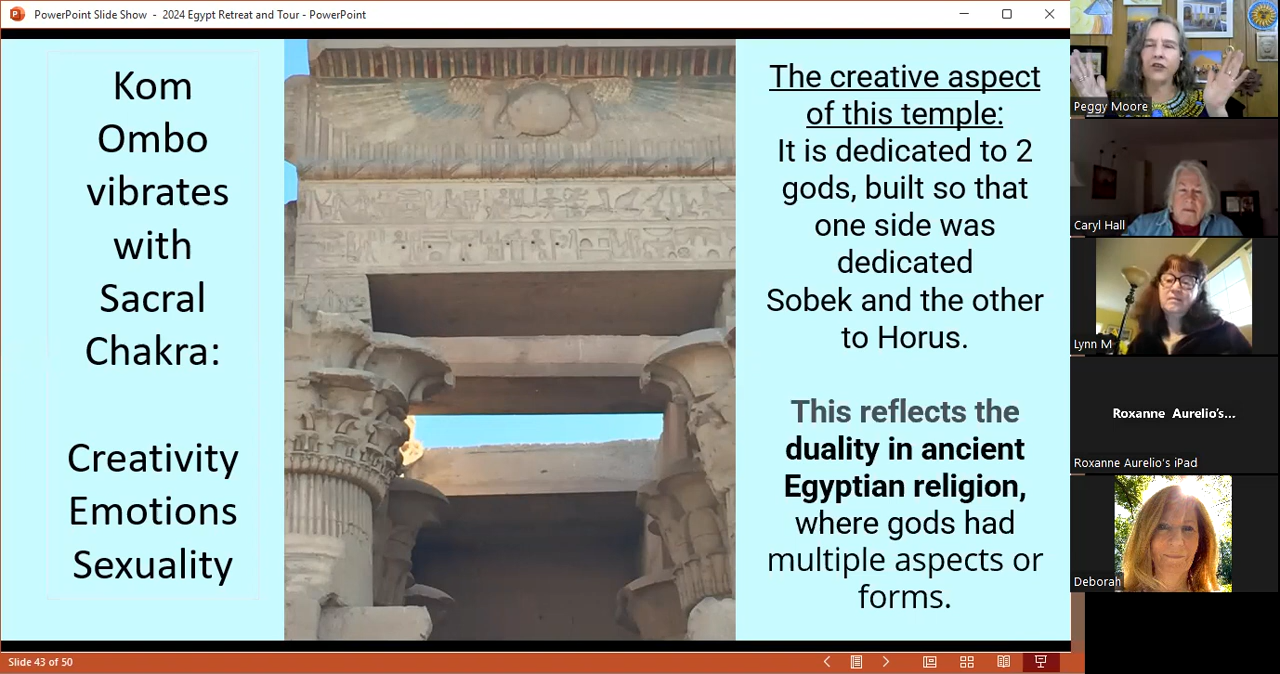 PowerPoint Slide Show - 2024 Egypt Retreat and Tour - PowerPoint
Kom
Ombo
vibrates
with
Sacral
Chakra:
Creativity
Emotions
Sexuality
The creative aspect
of this temple:
It is dedicated to 2
gods, built so that
one side was
dedicated
Sobek and the other
to Horus.
This reflects the
duality in ancient
Egyptian religion,
where gods had
multiple aspects or
forms.
Peggy Moore
Caryl Hall
Lynn M
Roxanne Aurelio's...
Roxanne Aurelio's iPad
Deborah
Slide 43 of 50